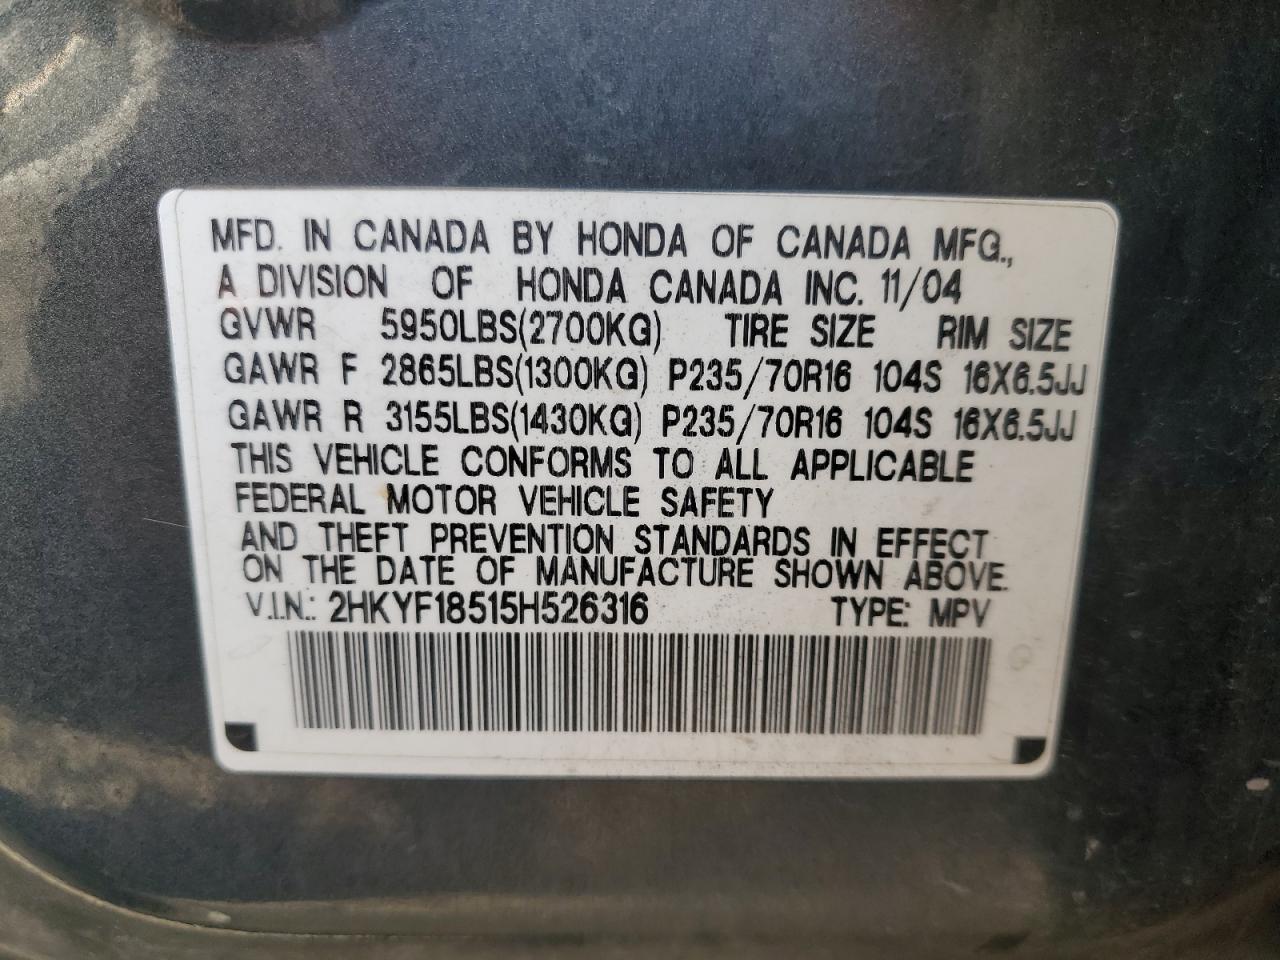 MFD. IN CANADA BY HONDA OF CANADA MFG.,
A DIVISION OF HONDA CANADA INC. 11/04
GVWR 5950LBS(2700KG) TIRE SIZE RIM SIZE
GAWR F 2865LBS(1300KG) P235/70R16 104S 16X6.5JJ
GAWR R 3155LBS(1430KG) P235/70R16 104S 16X6.5JJ
THIS VEHICLE CONFORMS TO ALL APPLICABLE
FEDERAL MOTOR VEHICLE SAFETY
AND THEFT PREVENTION STANDARDS IN EFFECT
ON THE DATE OF MANUFACTURE SHOWN ABOVE.
V.I.N.: 2HKYF18515H526316 TYPE: MPV